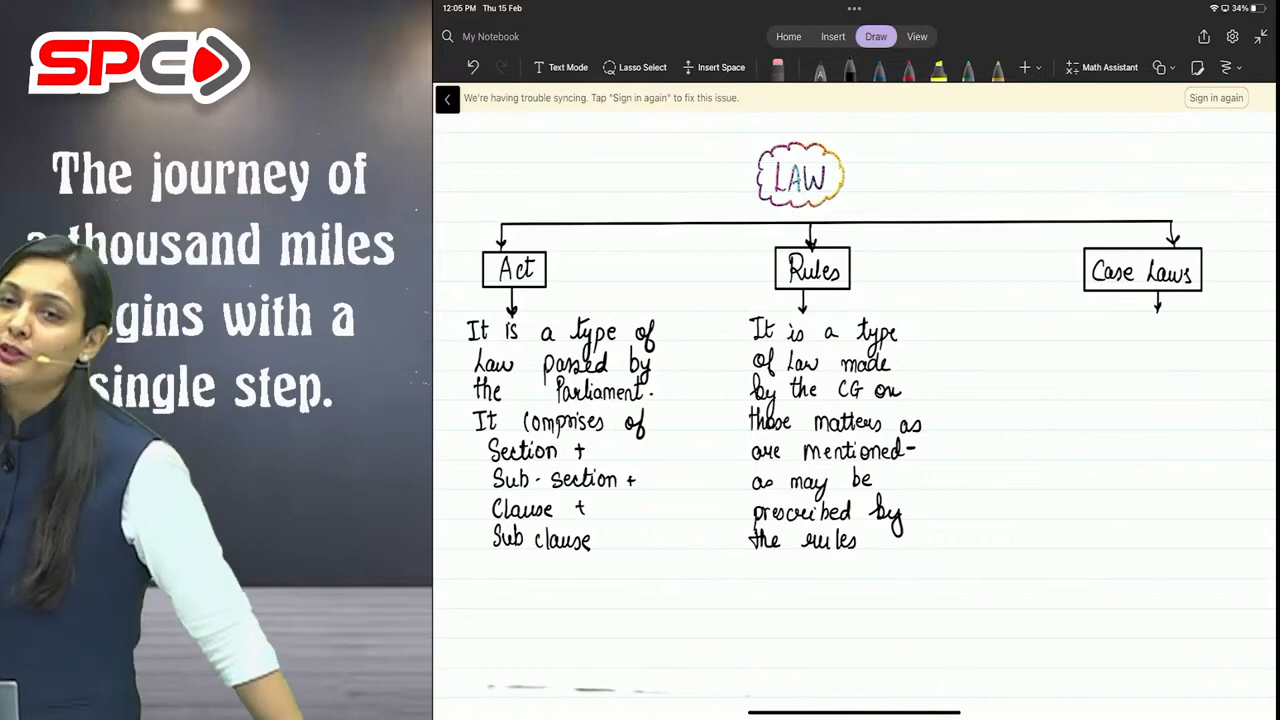 SPE
The journey of
a thousand miles
gins with a
single step.
12:05 PM Thu 15 Feb
34%
My Notebook
Home Insert Draw View
Text Mode Lasso Select Insert Space Math Assistant
We're having trouble syncing. Tap "Sign in again" to fix this issue. Sign in again
LAW
Act
It is a type of
Law passed by
the Parliament.
It comprises of
Section +
Sub-section +
Clause +
Sub clause
Rules
It is a type
of Law made
by the CG on
those matters as
are mentioned-
as may be
prescribed by
the rules
Case Laws